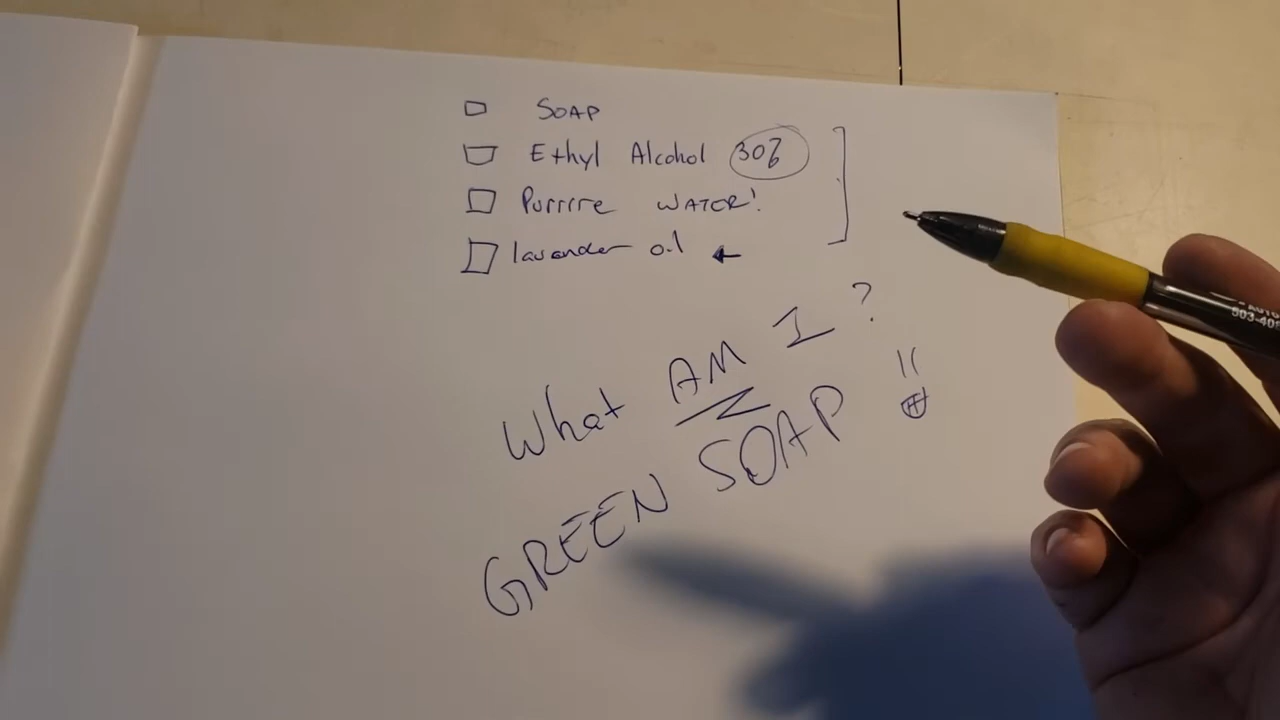 SOAP
Ethyl Alcohol 30%
Purrrre WATER!
lavender oil ←
What AM I ?
GREEN SOAP !!